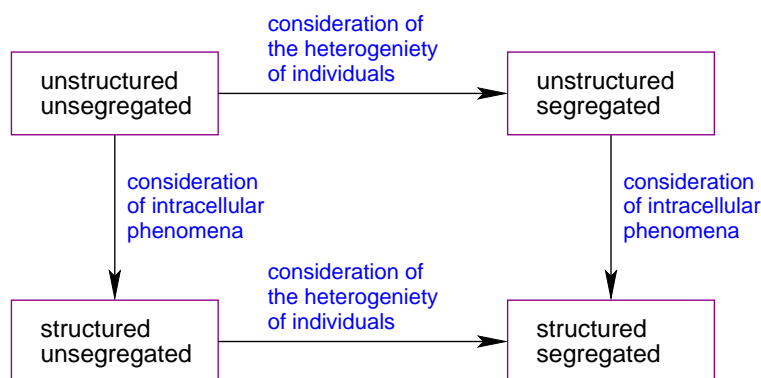 consideration of
the heterogeniety
of individuals
unstructured
unsegregated
unstructured
segregated
consideration
of intracellular
phenomena
consideration
of intracellular
phenomena
consideration of
the heterogeniety
of individuals
structured
unsegregated
structured
segregated